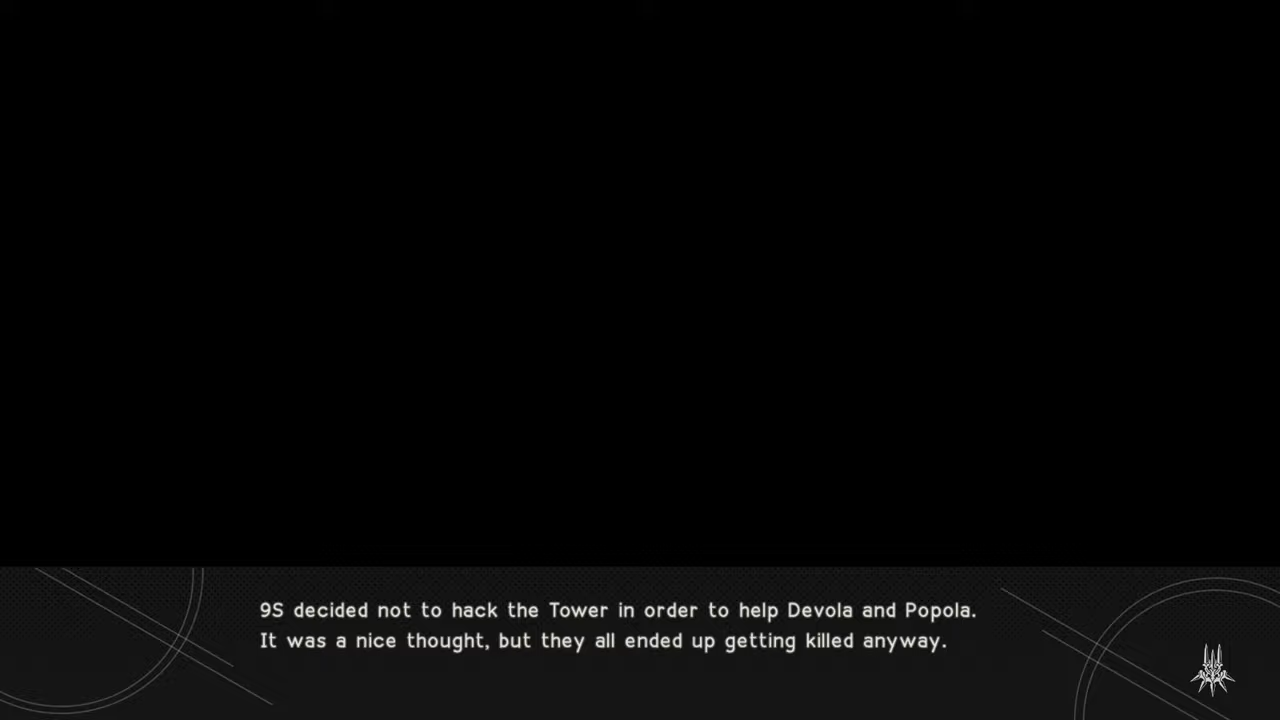 9S decided not to hack the Tower in order to help Devola and Popola.
It was a nice thought, but they all ended up getting killed anyway.